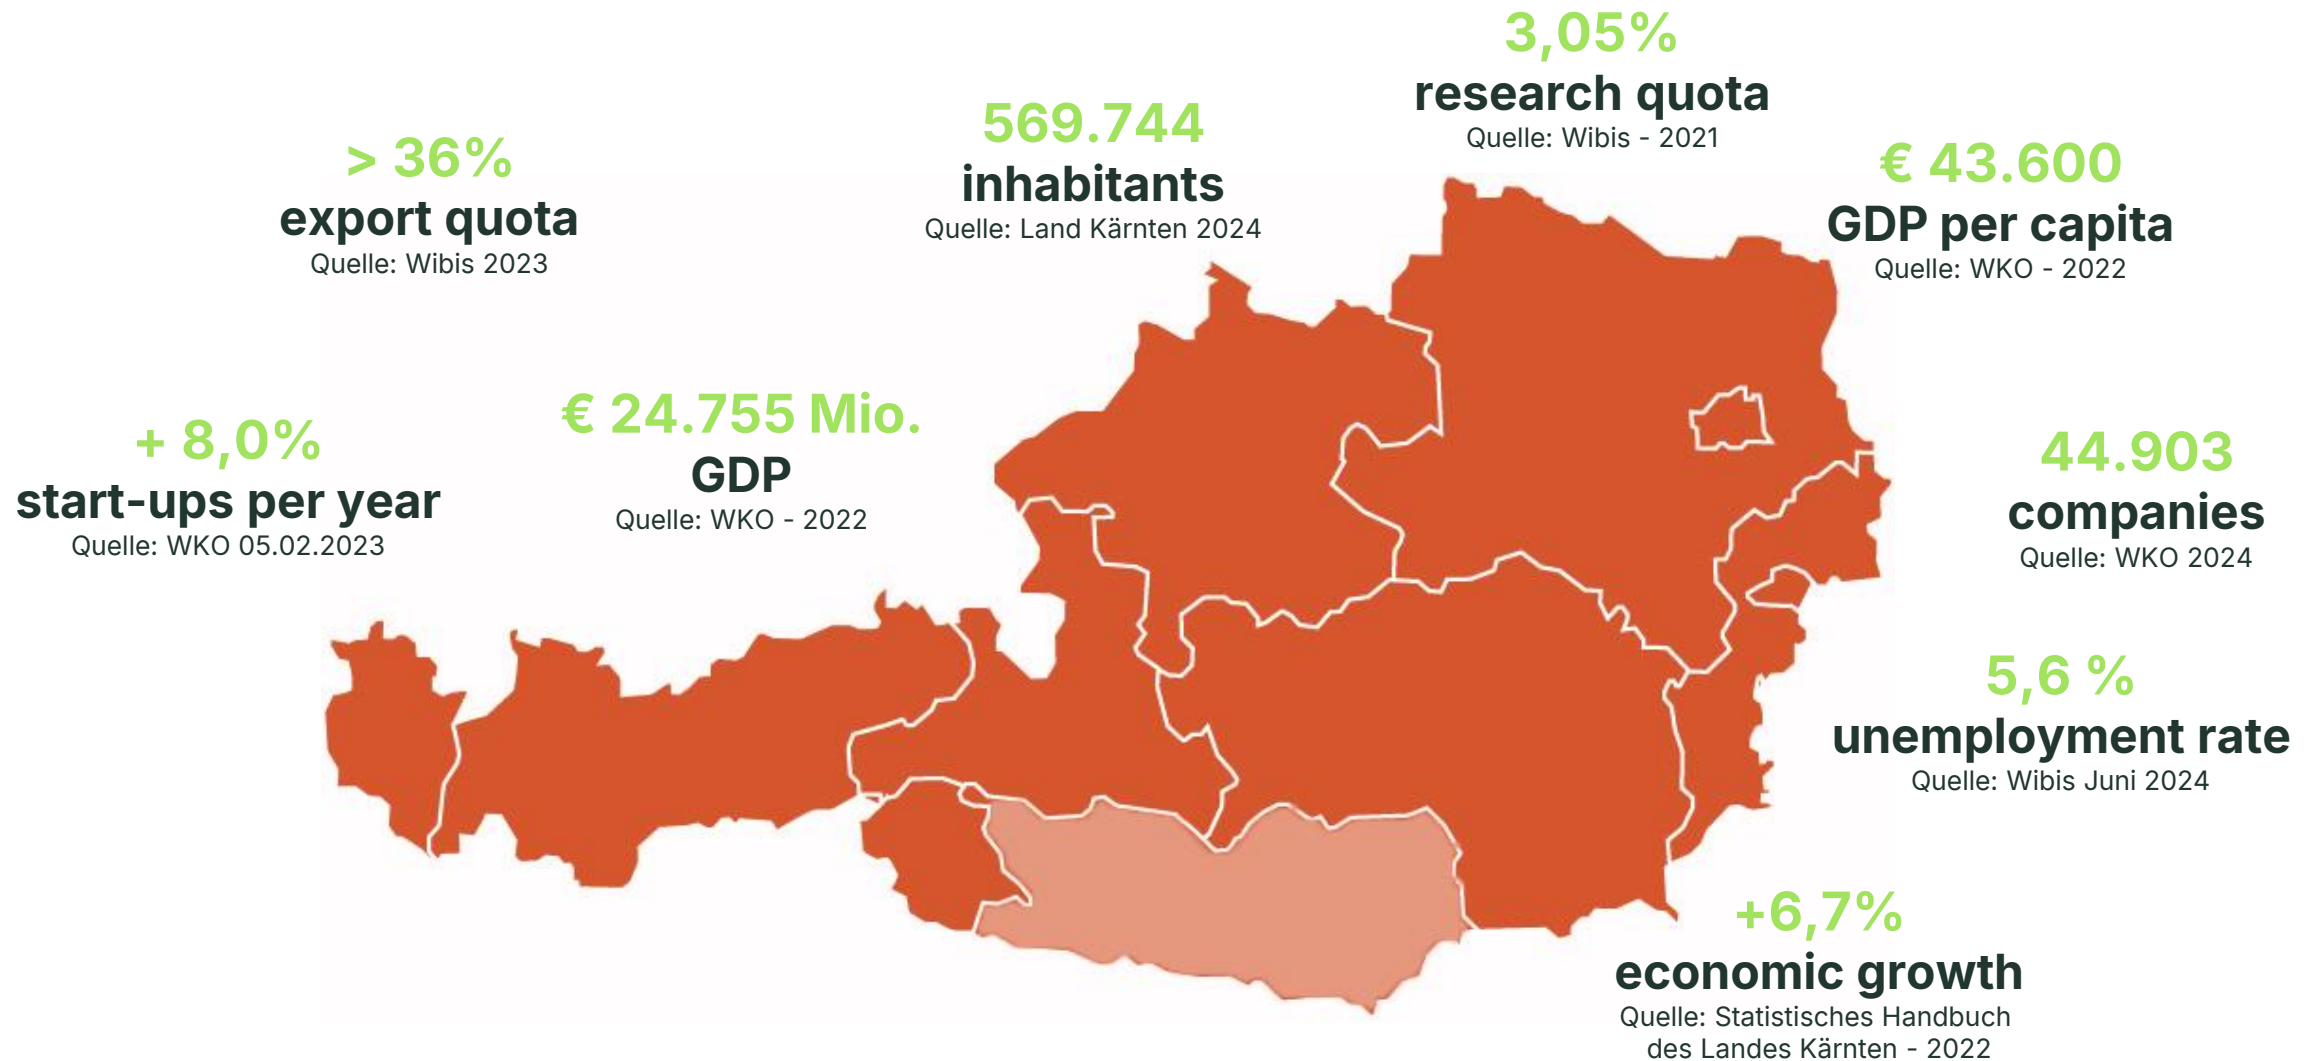 3,05%
research quota
Quelle: Wibis - 2021
569.744
inhabitants
Quelle: Land Kärnten 2024
> 36%
export quota
Quelle: Wibis 2023
€ 43.600
GDP per capita
Quelle: WKO - 2022
+ 8,0%
start-ups per year
Quelle: WKO 05.02.2023
€ 24.755 Mio.
GDP
Quelle: WKO - 2022
44.903
companies
Quelle: WKO 2024
5,6 %
unemployment rate
Quelle: Wibis Juni 2024
+6,7%
economic growth
Quelle: Statistisches Handbuch
des Landes Kärnten - 2022